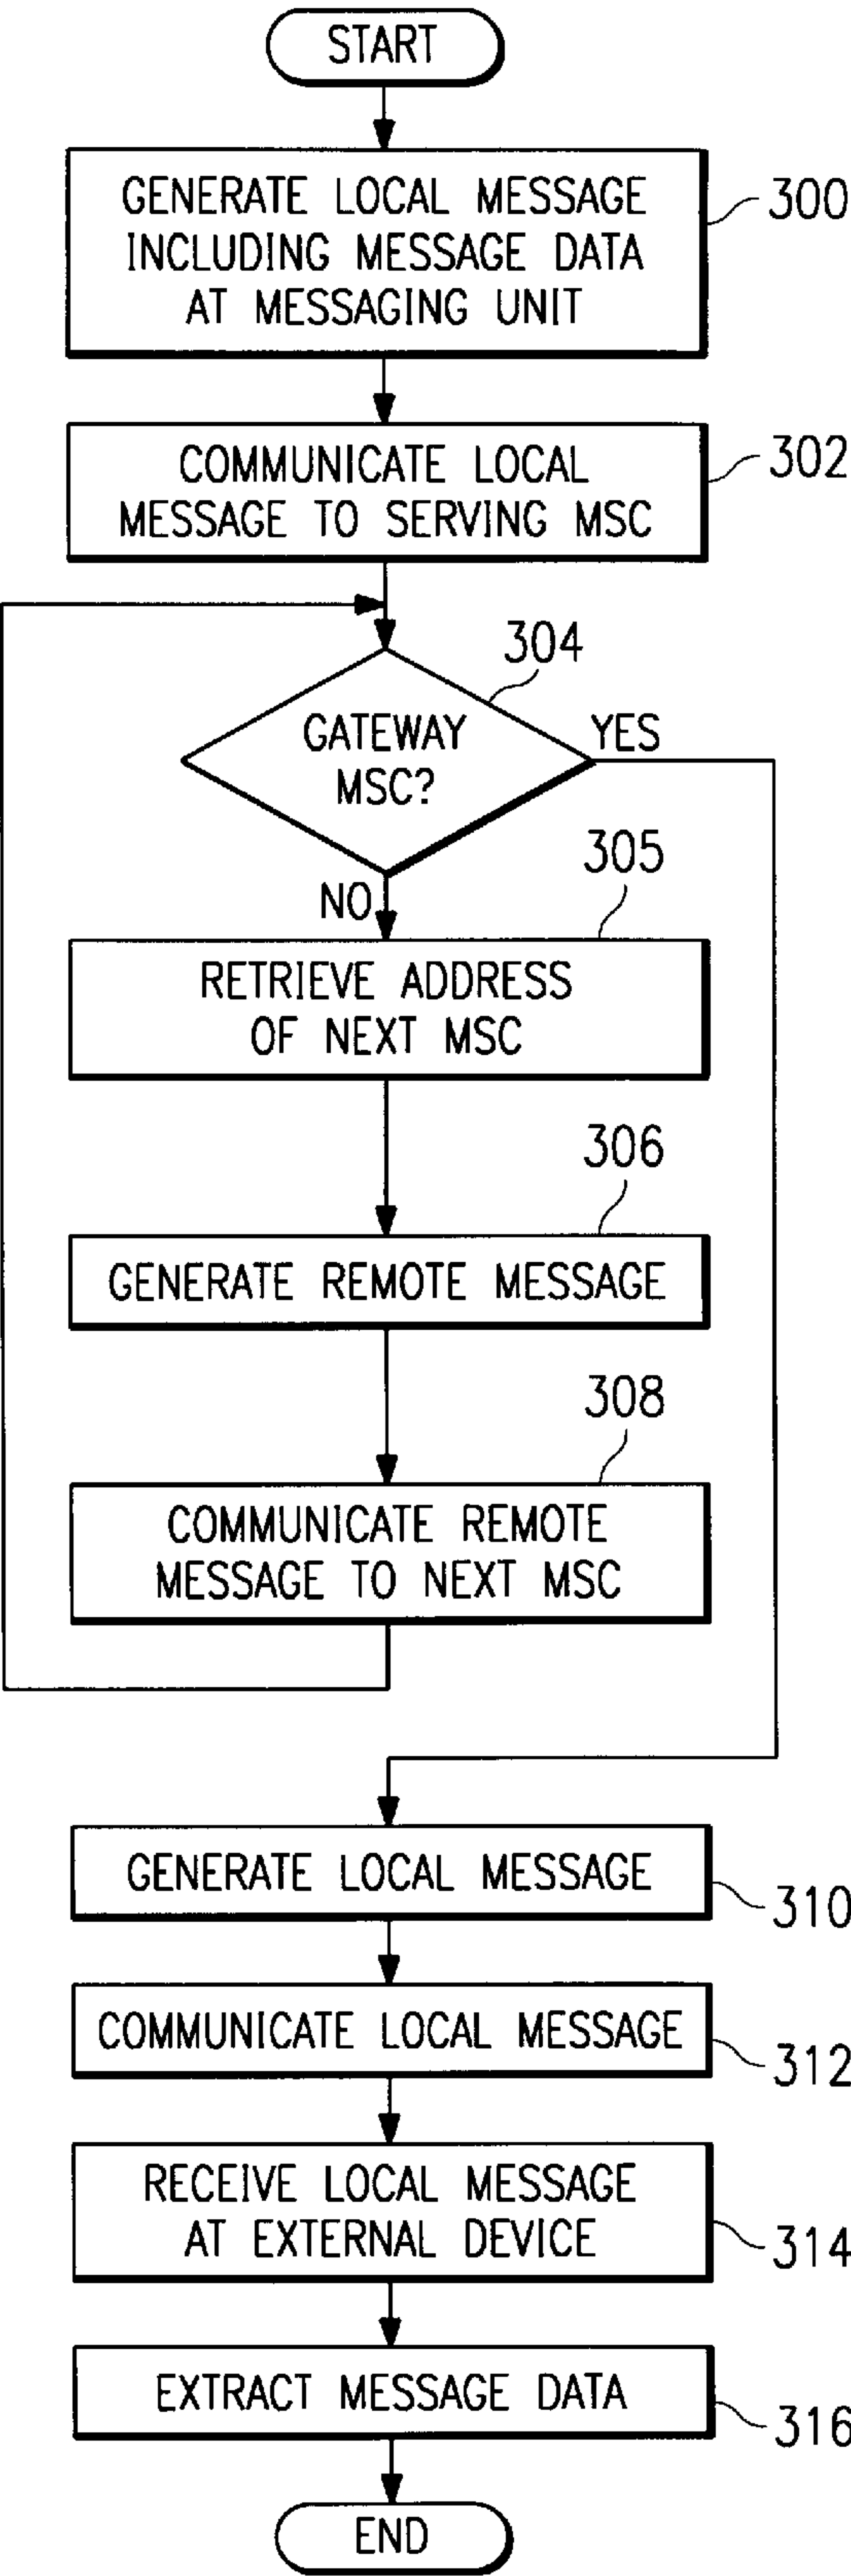 START
GENERATE LOCAL MESSAGE
INCLUDING MESSAGE DATA
AT MESSAGING UNIT
300
COMMUNICATE LOCAL
MESSAGE TO SERVING MSC
302
304
GATEWAY
MSC?
YES
NO
305
RETRIEVE ADDRESS
OF NEXT MSC
306
GENERATE REMOTE MESSAGE
308
COMMUNICATE REMOTE
MESSAGE TO NEXT MSC
GENERATE LOCAL MESSAGE
310
COMMUNICATE LOCAL MESSAGE
312
RECEIVE LOCAL MESSAGE
AT EXTERNAL DEVICE
314
EXTRACT MESSAGE DATA
316
END